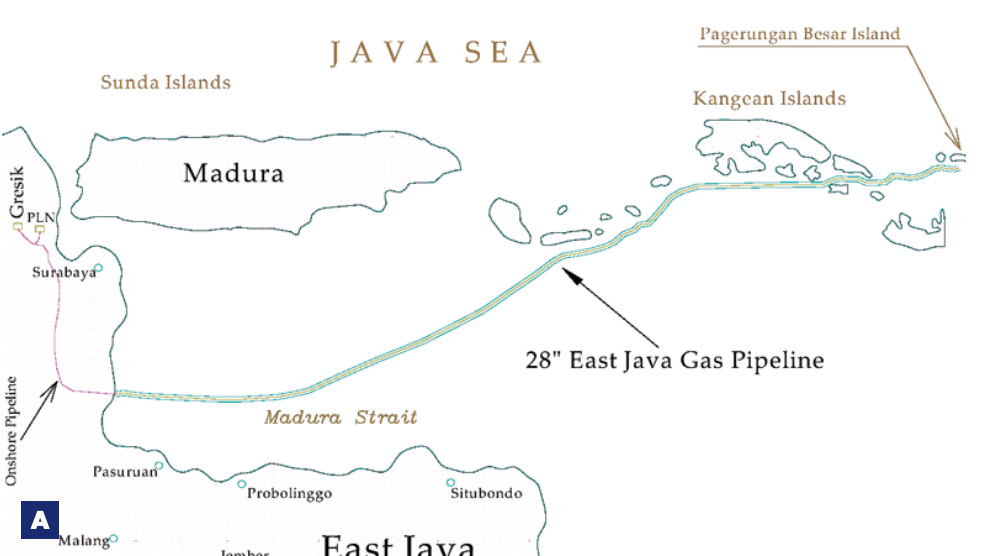 Pagerungan Besar Island
JAVA SEA
Sunda Islands
Kangean Islands
Madura
Gresik
PLN
Surabaya
28" East Java Gas Pipeline
Onshore Pipeline
Madura Strait
Pasuruan
Probolinggo
Situbondo
A
Malang
Jember
East Java